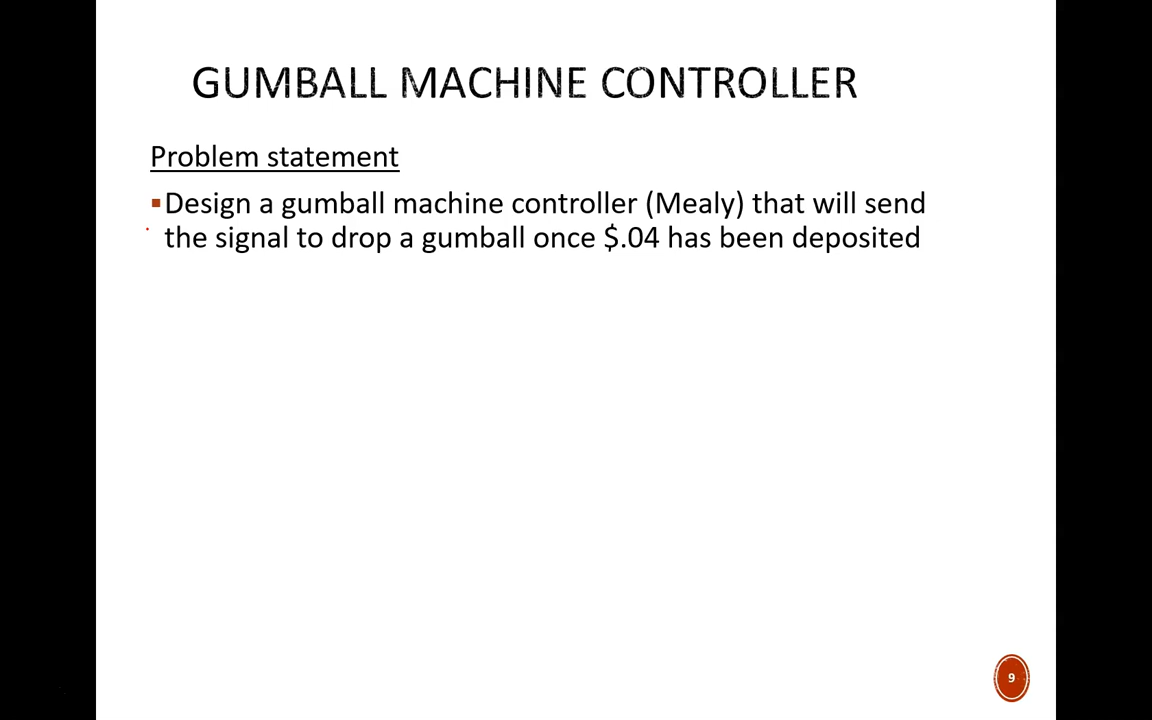 GUMBALL MACHINE CONTROLLER
Problem statement
▪Design a gumball machine controller (Mealy) that will send
the signal to drop a gumball once $.04 has been deposited
9